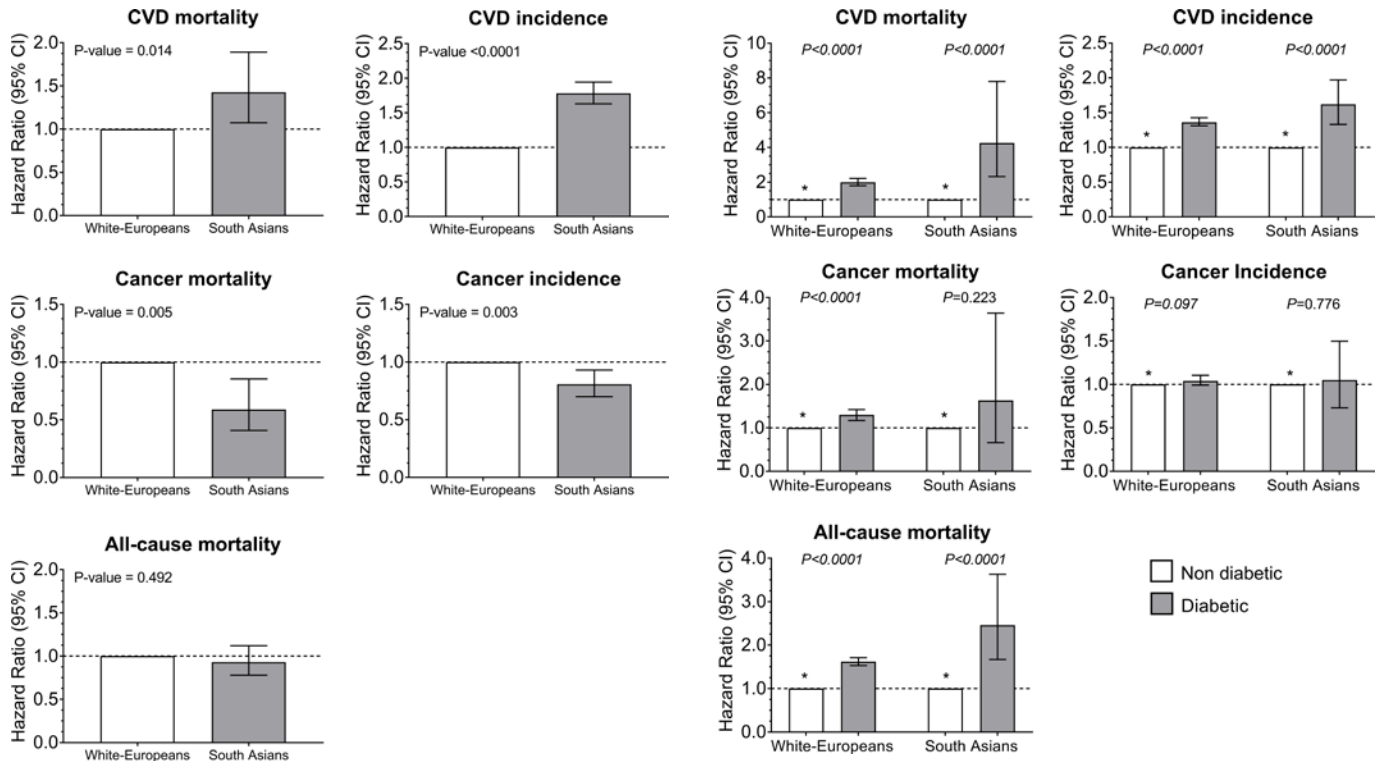 CVD mortality
P-value = 0.014
Hazard Ratio (95% CI)
2.0
1.5
1.0
0.5
0.0
White-Europeans South Asians
CVD incidence
P-value <0.0001
Hazard Ratio (95% CI)
2.5
2.0
1.5
1.0
0.5
0.0
White-Europeans South Asians
CVD mortality
P<0.0001 P<0.0001
Hazard Ratio (95% CI)
10
8
6
4
2
0
* *
White-Europeans South Asians
CVD incidence
P<0.0001 P<0.0001
Hazard Ratio (95% CI)
2.5
2.0
1.5
1.0
0.5
0.0
* *
White-Europeans South Asians
Cancer mortality
P-value = 0.005
Hazard Ratio (95% CI)
1.5
1.0
0.5
0.0
White-Europeans South Asians
Cancer incidence
P-value = 0.003
Hazard Ratio (95% CI)
1.5
1.0
0.5
0.0
White-Europeans South Asians
Cancer mortality
P<0.0001 P=0.223
Hazard Ratio (95% CI)
4.0
3.0
2.0
1.0
0.0
* *
White-Europeans South Asians
Cancer Incidence
P=0.097 P=0.776
Hazard Ratio (95% CI)
2.0
1.5
1.0
0.5
0.0
* *
White-Europeans South Asians
All-cause mortality
P-value = 0.492
Hazard Ratio (95% CI)
2.0
1.5
1.0
0.5
0.0
White-Europeans South Asians
All-cause mortality
P<0.0001 P<0.0001
Hazard Ratio (95% CI)
4.0
3.0
2.0
1.0
0.0
* *
White-Europeans South Asians
Non diabetic
Diabetic